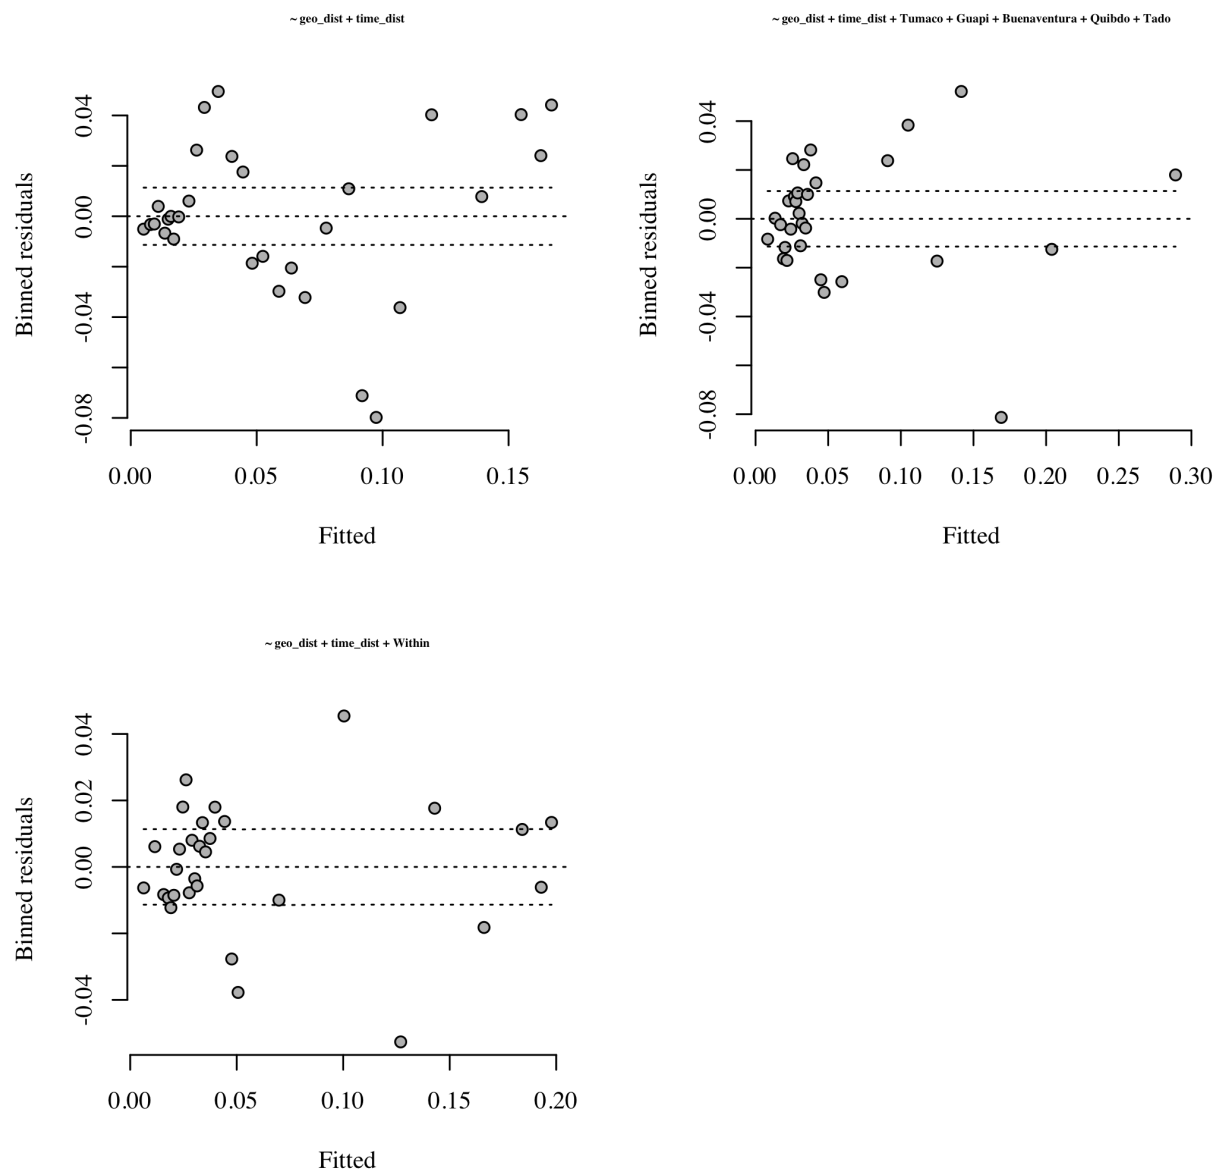 ~ geo_dist + time_dist
Binned residuals
0.04
0.00
-0.04
-0.08
0.00 0.05 0.10 0.15
Fitted
~ geo_dist + time_dist + Tumaco + Guapi + Buenaventura + Quibdo + Tado
Binned residuals
0.04
0.00
-0.04
-0.08
0.00 0.05 0.10 0.15 0.20 0.25 0.30
Fitted
~ geo_dist + time_dist + Within
Binned residuals
0.04
0.02
0.00
-0.04
0.00 0.05 0.10 0.15 0.20
Fitted